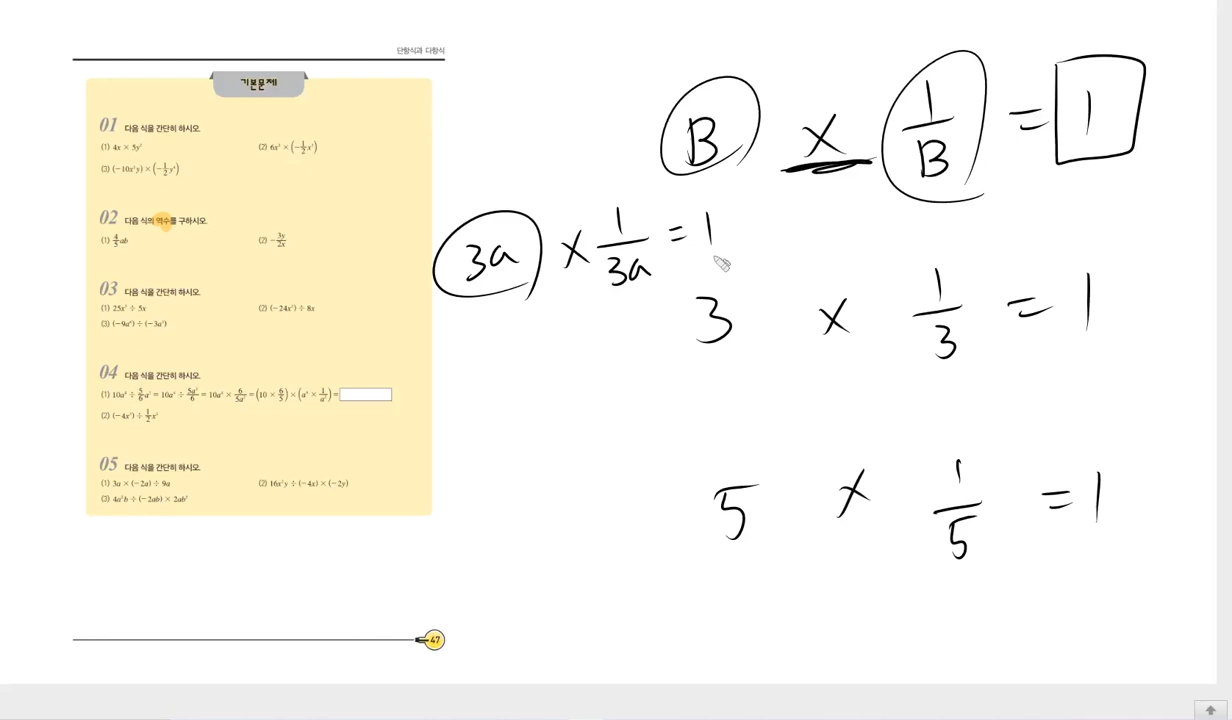 단항식과 다항식
기본문제
01 다음 식을 간단히 하시오.
(1) 4x × 5y² (2) 6x² × (−1/2 x³)
(3) (−10x²y) × (−1/2 y⁴)
02 다음 식의 역수를 구하시오.
(1) 4/5 ab (2) −3y/2x
03 다음 식을 간단히 하시오.
(1) 25x² ÷ 5x (2) (−24x³) ÷ 8x
(3) (−9a⁴) ÷ (−3a²)
04 다음 식을 간단히 하시오.
(2) (−4x³) ÷ 1/2 x²
05 다음 식을 간단히 하시오.
(1) 3a × (−2a) ÷ 9a (2) 16x²y ÷ (−4x) × (−2y)
(3) 4a²b ÷ (−2ab) × 2ab²
47
B × 1/B = 1
3a × 1/3a = 1
3 × 1/3 = 1
5 × 1/5 = 1